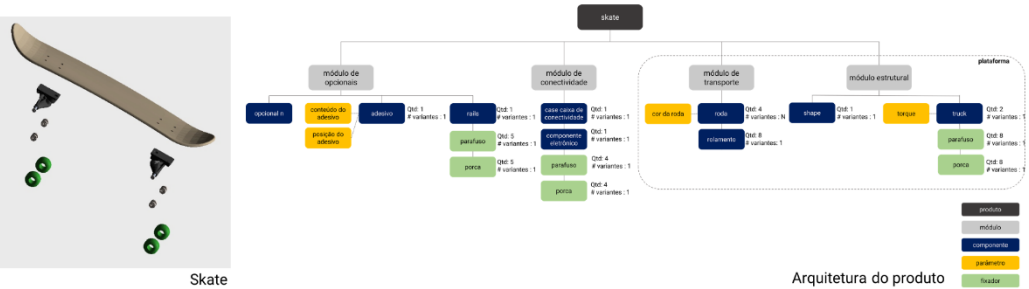 skate
plataforma
módulo de
opcionais
módulo de
conectividade
módulo de
transporte
módulo estrutural
opcional n
conteúdo do
adesivo
posição do
adesivo
adesivo
Qtd: 1
# variantes : 1
rails
Qtd: 1
# variantes : 1
parafuso
Qtd: 5
# variantes : 1
porca
Qtd: 5
# variantes : 1
case caixa de
conectividade
Qtd: 1
# variantes : 1
componente
eletrônico
Qtd: 1
# variantes : 1
parafuso
Qtd: 4
# variantes : 1
porca
Qtd: 4
# variantes : 1
cor da roda
roda
Qtd: 4
# variantes : N
rolamento
Qtd: 8
# variantes: 1
shape
Qtd: 1
# variantes : 1
torque
truck
Qtd: 2
# variantes : 1
parafuso
Qtd: 8
# variantes : 1
porca
Qtd: 8
# variantes : 1
produto
módulo
componente
parâmetro
fixador
Skate
Arquitetura do produto